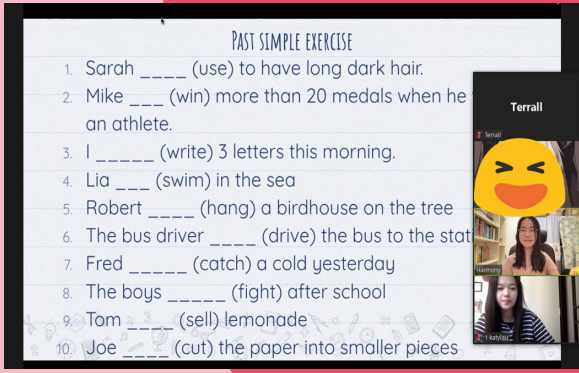 PAST SIMPLE EXERCISE
1. Sarah ____ (use) to have long dark hair.
2. Mike ___ (win) more than 20 medals when he
an athlete.
3. I _____ (write) 3 letters this morning.
4. Lia ___ (swim) in the sea
5. Robert ____ (hang) a birdhouse on the tree
6. The bus driver ____ (drive) the bus to the stat
7. Fred _____ (catch) a cold yesterday
8. The boys _____ (fight) after school
9. Tom ____ (sell) lemonade
10. Joe ____ (cut) the paper into smaller pieces
Terrall
Terrall
Harmony
1 katylau